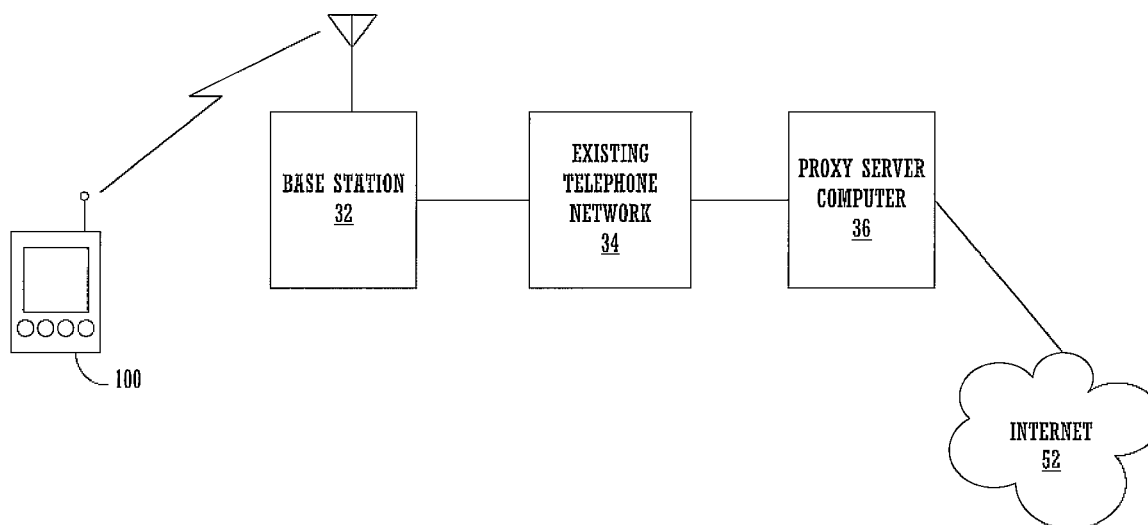 BASE STATION
32
EXISTING
TELEPHONE
NETWORK
34
PROXY SERVER
COMPUTER
36
100
INTERNET
52